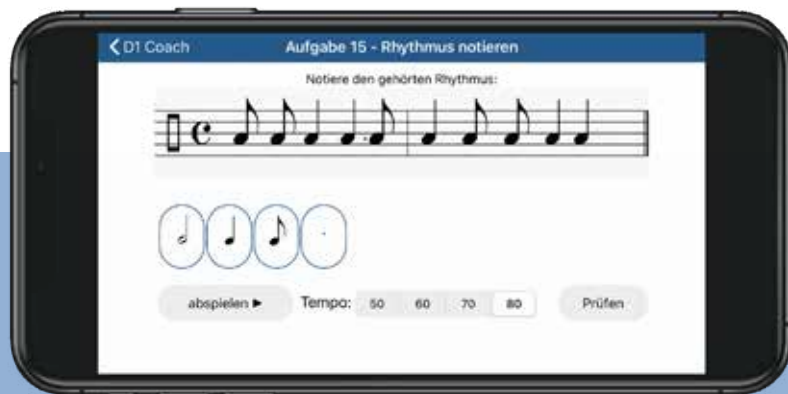 D1 Coach
Aufgabe 15 - Rhythmus notieren
Notiere den gehörten Rhythmus:
abspielen ▶ Tempo: 50 60 70 80 Prüfen